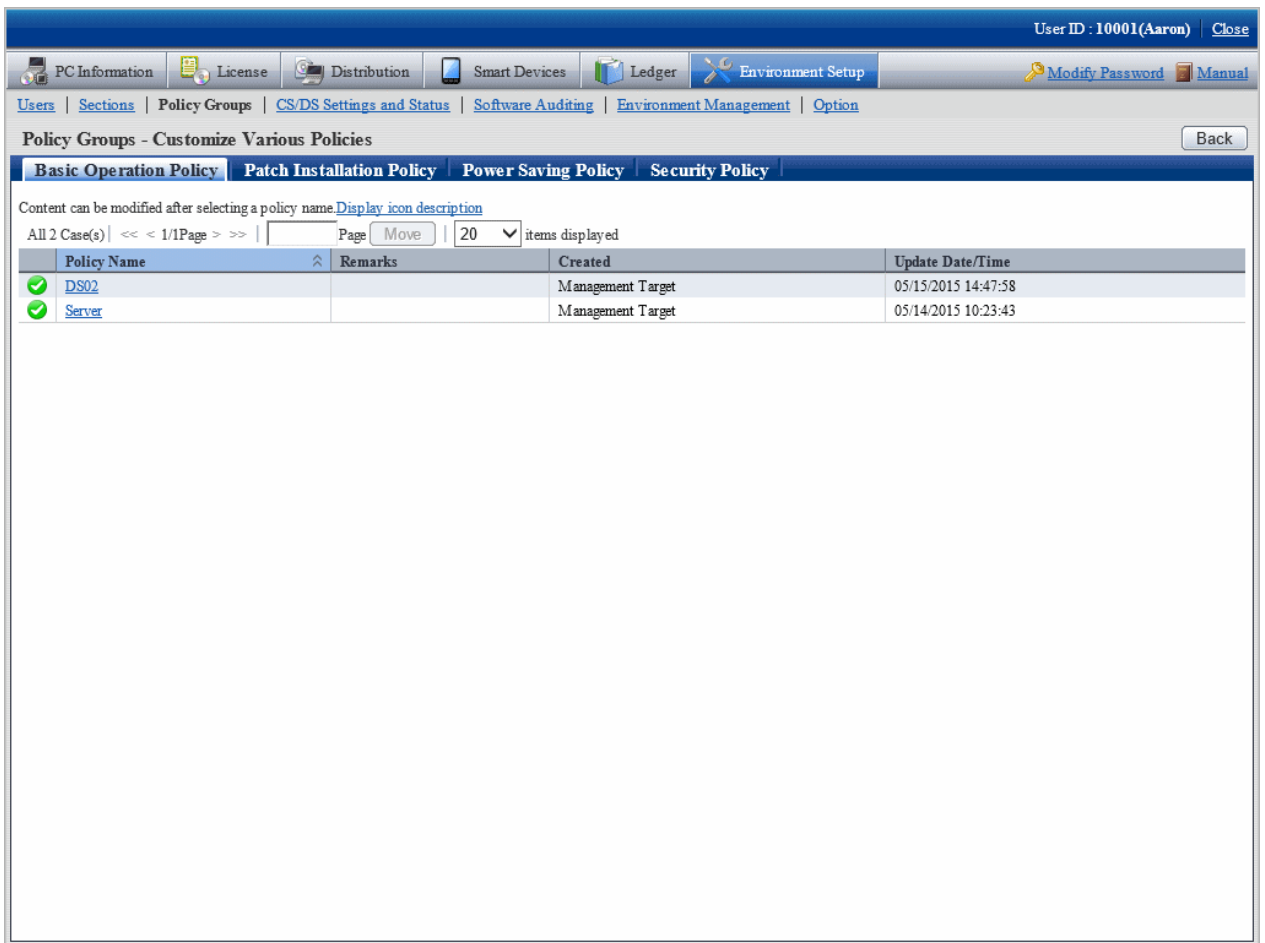 User ID : 10001(Aaron) Close
PC Information License Distribution Smart Devices Ledger Environment Setup Modify Password Manual
Users | Sections | Policy Groups | CS/DS Settings and Status | Software Auditing | Environment Management | Option
Policy Groups - Customize Various Policies Back
Basic Operation Policy Patch Installation Policy Power Saving Policy Security Policy
Content can be modified after selecting a policy name.Display icon description
All 2 Case(s) | << < 1/1Page > >> | Page Move | 20 items displayed
Policy Name Remarks Created Update Date/Time
DS02 Management Target 05/15/2015 14:47:58
Server Management Target 05/14/2015 10:23:43